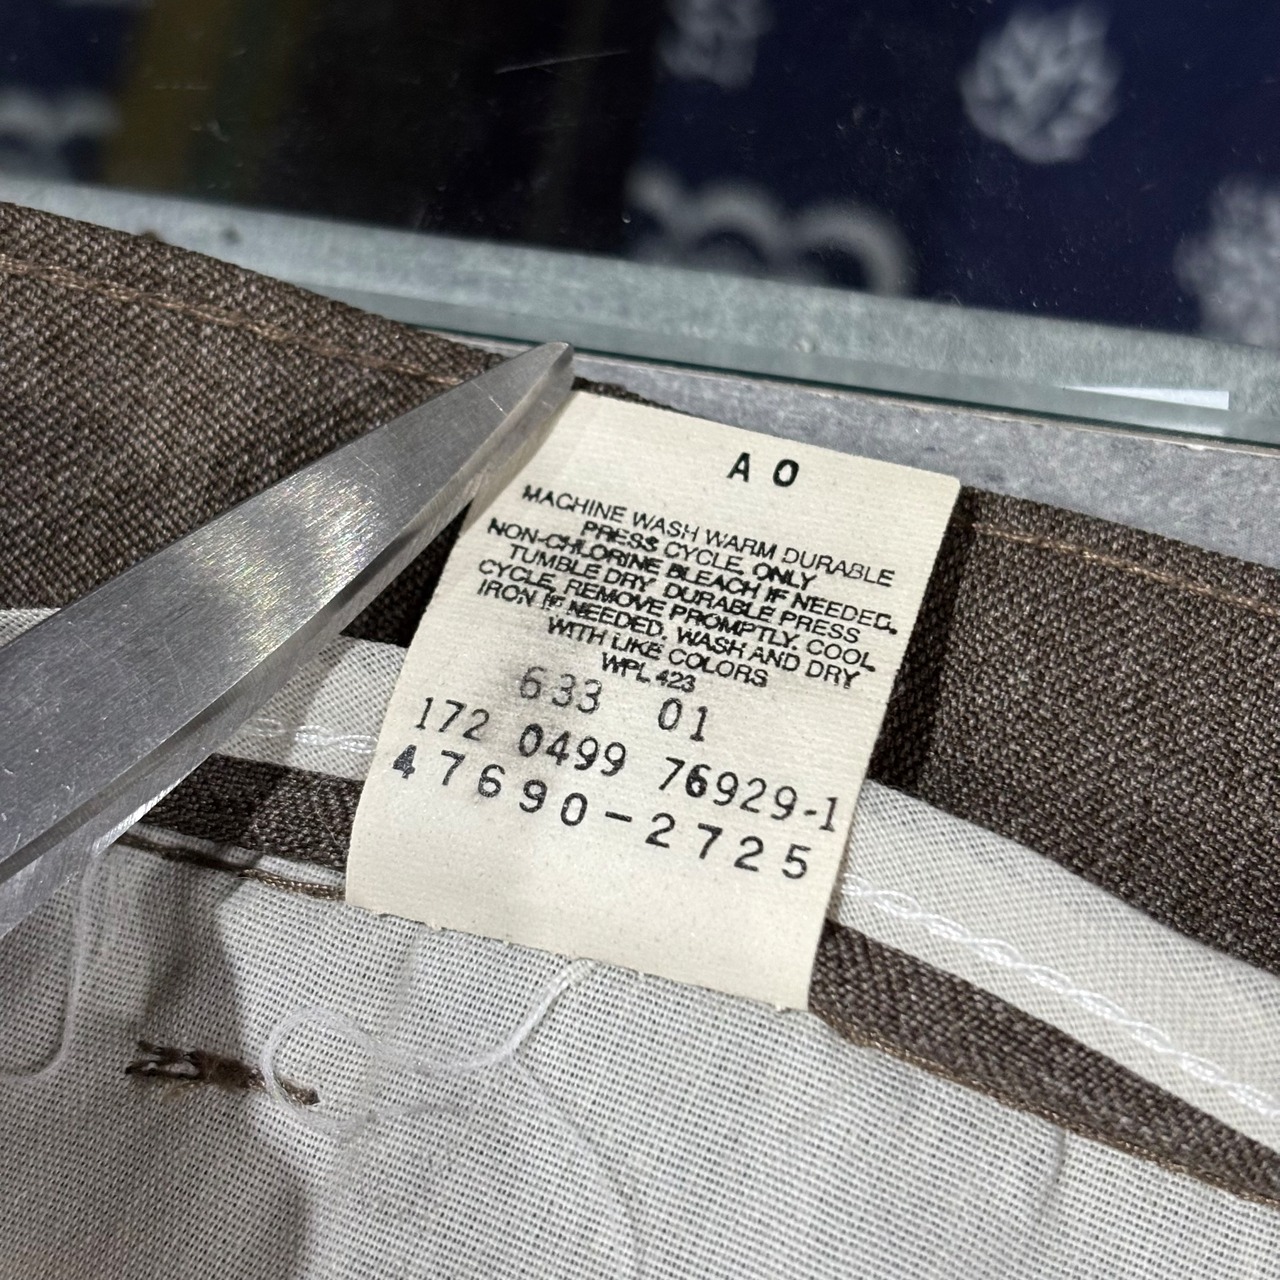 A O
MACHINE WASH WARM DURABLE
PRESS CYCLE, ONLY
NON-CHLORINE BLEACH IF NEEDED.
TUMBLE DRY, DURABLE PRESS
CYCLE, REMOVE PROMPTLY. COOL
IRON IF NEEDED. WASH AND DRY
WITH LIKE COLORS
WPL 423
633 01
172 0499 76929-1
47690-2725